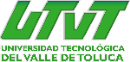 UTVT
UNIVERSIDAD TECNOLÓGICA
DEL VALLE DE TOLUCA